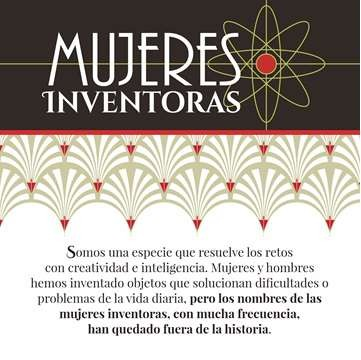 MUJERES
INVENTORAS
Somos una especie que resuelve los retos
con creatividad e inteligencia. Mujeres y hombres
hemos inventado objetos que solucionan dificultades o
problemas de la vida diaria, pero los nombres de las
mujeres inventoras, con mucha frecuencia,
han quedado fuera de la historia.